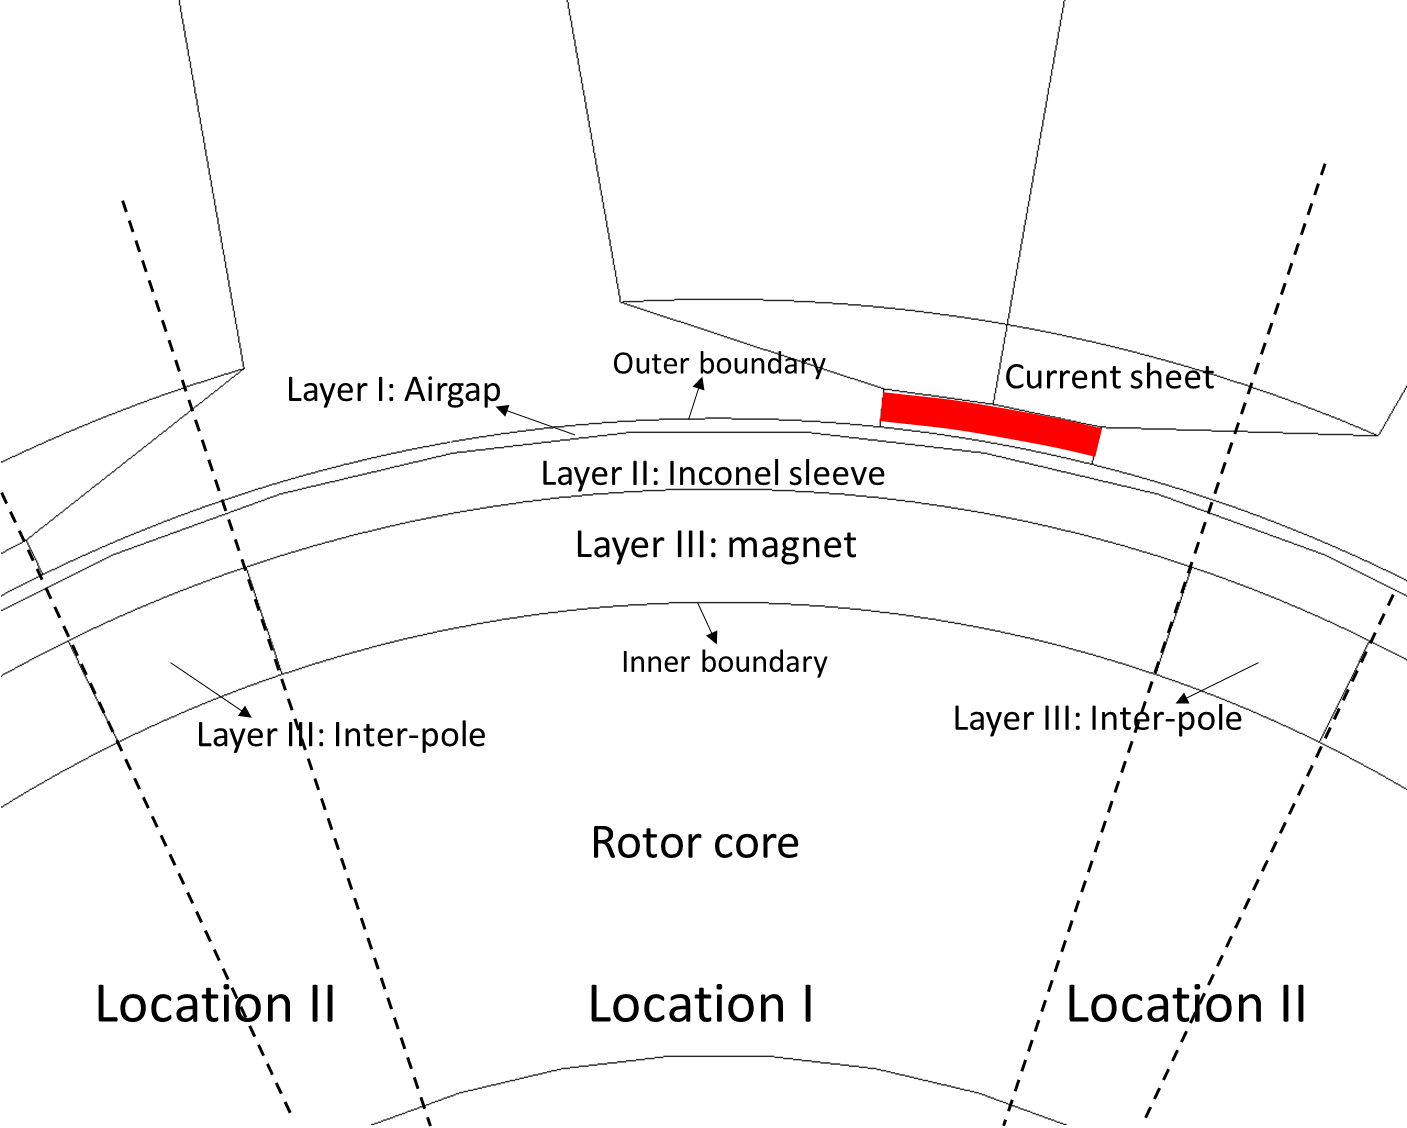 Outer boundary
Current sheet
Layer I: Airgap
Layer II: Inconel sleeve
Layer III: magnet
Inner boundary
Layer III: Inter-pole
Layer III: Inter-pole
Rotor core
Location II
Location I
Location II